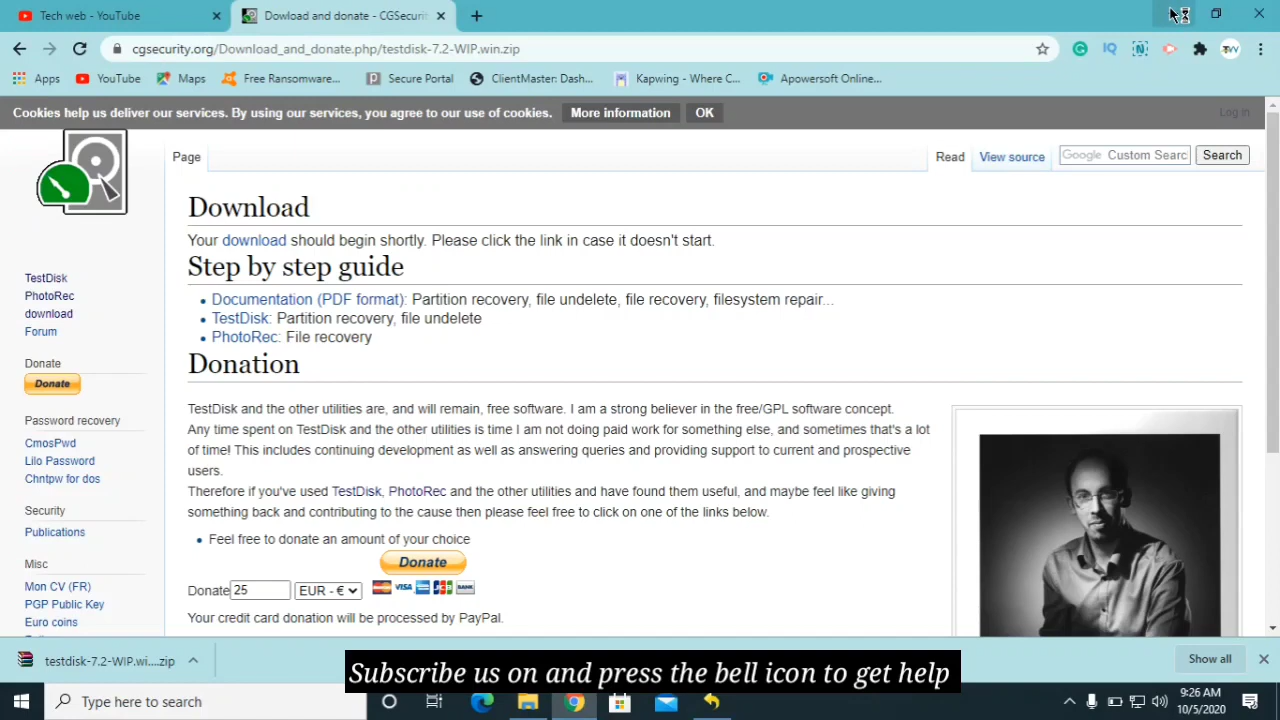 Tech web - YouTube
Dowload and donate - CGSecurit
cgsecurity.org/Download_and_donate.php/testdisk-7.2-WIP.win.zip
Apps YouTube Maps Free Ransomware... Secure Portal ClientMaster: Dash... Kapwing - Where C... Apowersoft Online...
Cookies help us deliver our services. By using our services, you agree to our use of cookies. More information OK
Log in
Page Read View source Google Custom Searc Search
Download
Your download should begin shortly. Please click the link in case it doesn't start.
Step by step guide
Documentation (PDF format): Partition recovery, file undelete, file recovery, filesystem repair...
TestDisk: Partition recovery, file undelete
PhotoRec: File recovery
Donation
TestDisk and the other utilities are, and will remain, free software. I am a strong believer in the free/GPL software concept.
Any time spent on TestDisk and the other utilities is time I am not doing paid work for something else, and sometimes that's a lot
of time! This includes continuing development as well as answering queries and providing support to current and prospective
users.
Therefore if you've used TestDisk, PhotoRec and the other utilities and have found them useful, and maybe feel like giving
something back and contributing to the cause then please feel free to click on one of the links below.
Feel free to donate an amount of your choice
Donate
Donate 25 EUR - €
VISA JCB BANK
Your credit card donation will be processed by PayPal.
TestDisk
PhotoRec
download
Forum
Donate
Donate
Password recovery
CmosPwd
Lilo Password
Chntpw for dos
Security
Publications
Misc
Mon CV (FR)
PGP Public Key
Euro coins
testdisk-7.2-WIP.wi....zip
Show all
Subscribe us on and press the bell icon to get help
Type here to search
9:26 AM
10/5/2020